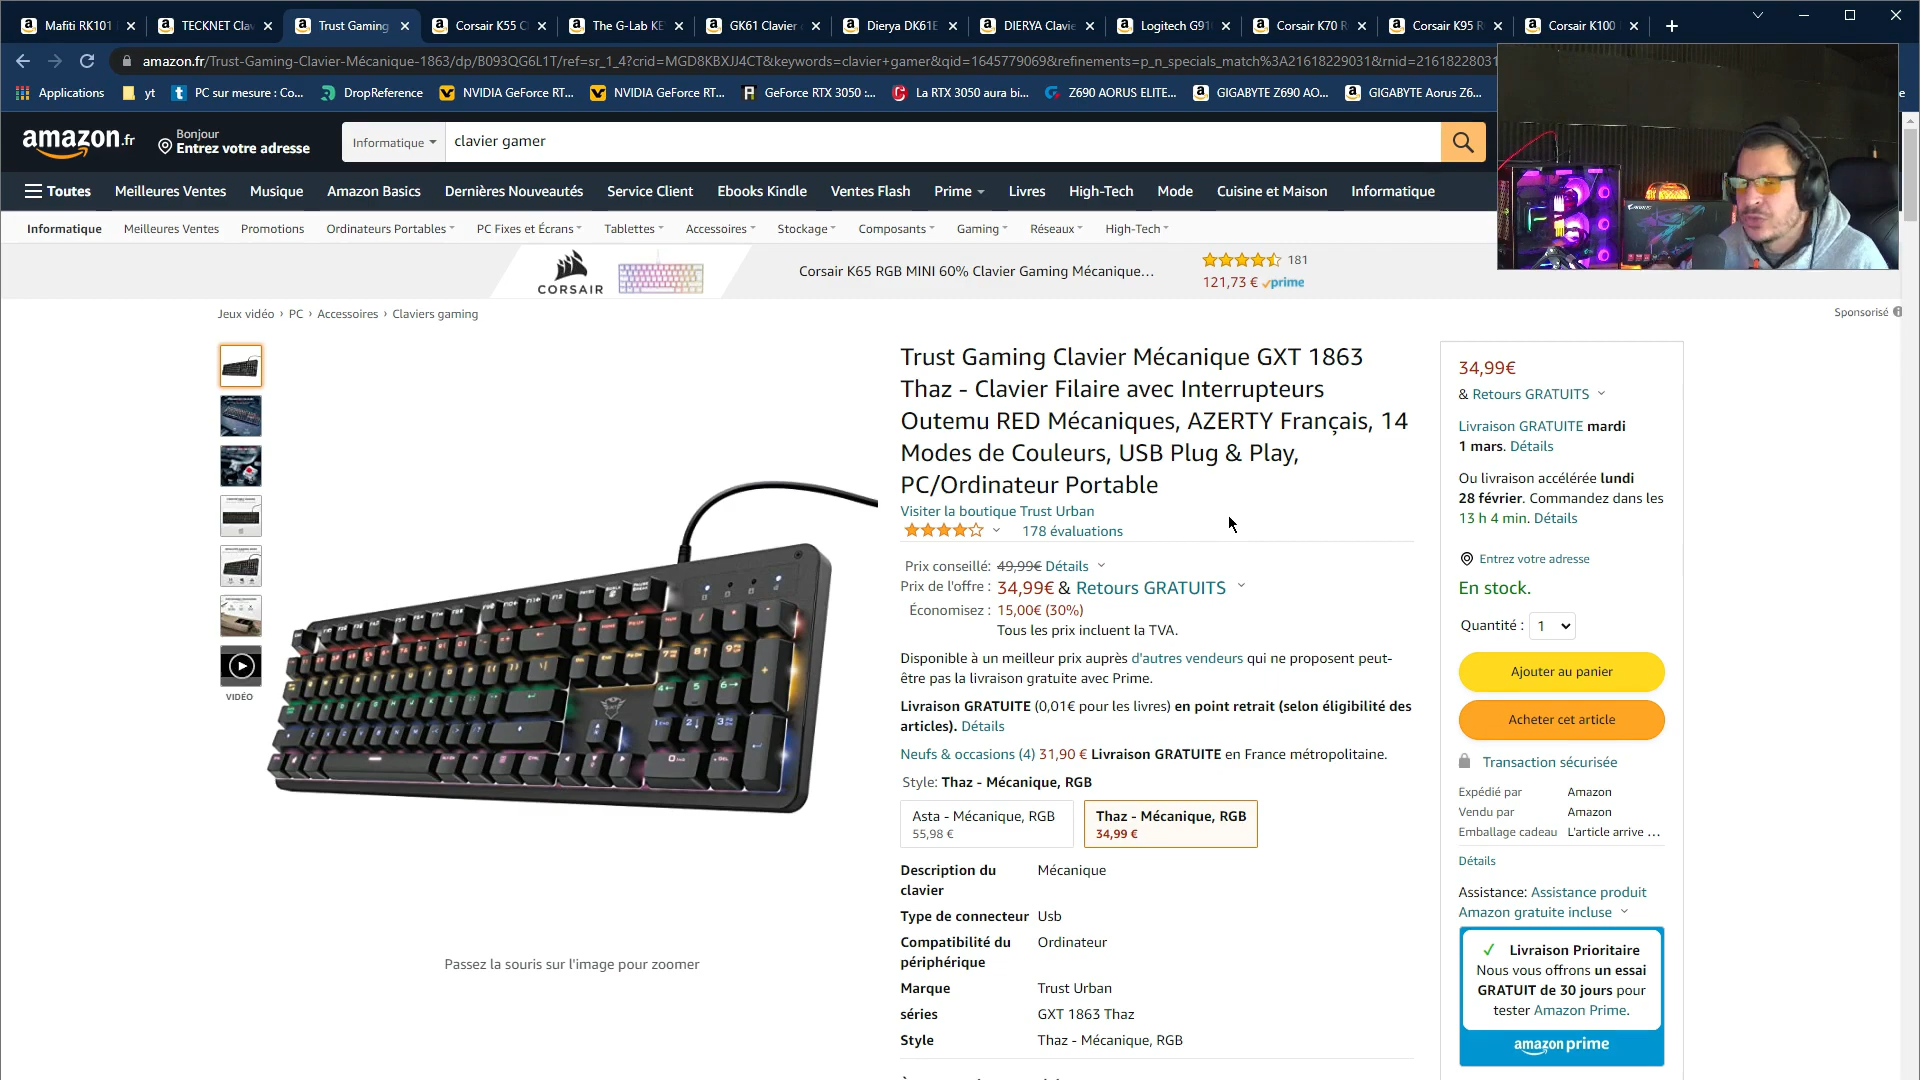 Mafiti RK101
TECKNET Cla
Trust Gaming
Corsair K55 C
The G-Lab KE
GK61 Clavier
Dierya DK61E
DIERYA Clavie
Logitech G91
Corsair K70 R
Corsair K95 R
Corsair K100
amazon.fr/Trust-Gaming-Clavier-Mécanique-1863/dp/B093QG6L1T/ref=sr_1_4?crid=MGD8KBXJJ4CT&keywords=clavier+gamer&qid=1645779069&refinements=p_n_specials_match%3A21618229031&rnid=21618228031
Applications
yt
PC sur mesure : Co...
DropReference
NVIDIA GeForce RT...
NVIDIA GeForce RT...
GeForce RTX 3050 :...
La RTX 3050 aura bi...
Z690 AORUS ELITE...
GIGABYTE Z690 AO...
GIGABYTE Aorus Z6...
amazon.fr
Bonjour
Entrez votre adresse
Informatique
clavier gamer
Toutes
Meilleures Ventes
Musique
Amazon Basics
Dernières Nouveautés
Service Client
Ebooks Kindle
Ventes Flash
Prime
Livres
High-Tech
Mode
Cuisine et Maison
Informatique
Informatique
Meilleures Ventes
Promotions
Ordinateurs Portables
PC Fixes et Écrans
Tablettes
Accessoires
Stockage
Composants
Gaming
Réseaux
High-Tech
CORSAIR
Corsair K65 RGB MINI 60% Clavier Gaming Mécanique...
181
121,73 € prime
Jeux vidéo › PC › Accessoires › Claviers gaming
Sponsorisé
VIDÉO
Passez la souris sur l'image pour zoomer
Trust Gaming Clavier Mécanique GXT 1863
Thaz - Clavier Filaire avec Interrupteurs
Outemu RED Mécaniques, AZERTY Français, 14
Modes de Couleurs, USB Plug & Play,
PC/Ordinateur Portable
Visiter la boutique Trust Urban
178 évaluations
Prix conseillé: 49,99€ Détails
Prix de l'offre : 34,99€ & Retours GRATUITS
Économisez : 15,00€ (30%)
Tous les prix incluent la TVA.
Disponible à un meilleur prix auprès d'autres vendeurs qui ne proposent peut-
être pas la livraison gratuite avec Prime.
Livraison GRATUITE (0,01€ pour les livres) en point retrait (selon éligibilité des
articles). Détails
Neufs & occasions (4) 31,90 € Livraison GRATUITE en France métropolitaine.
Style: Thaz - Mécanique, RGB
Asta - Mécanique, RGB
55,98 €
Thaz - Mécanique, RGB
34,99 €
Description du
clavier
Mécanique
Type de connecteur Usb
Compatibilité du
périphérique
Ordinateur
Marque Trust Urban
séries GXT 1863 Thaz
Style Thaz - Mécanique, RGB
34,99€
& Retours GRATUITS
Livraison GRATUITE mardi
1 mars. Détails
Ou livraison accélérée lundi
28 février. Commandez dans les
13 h 4 min. Détails
Entrez votre adresse
En stock.
Quantité : 1
Ajouter au panier
Acheter cet article
Transaction sécurisée
Expédié par Amazon
Vendu par Amazon
Emballage cadeau L'article arrive ...
Détails
Assistance: Assistance produit
Amazon gratuite incluse
Livraison Prioritaire
Nous vous offrons un essai
GRATUIT de 30 jours pour
tester Amazon Prime.
amazon prime